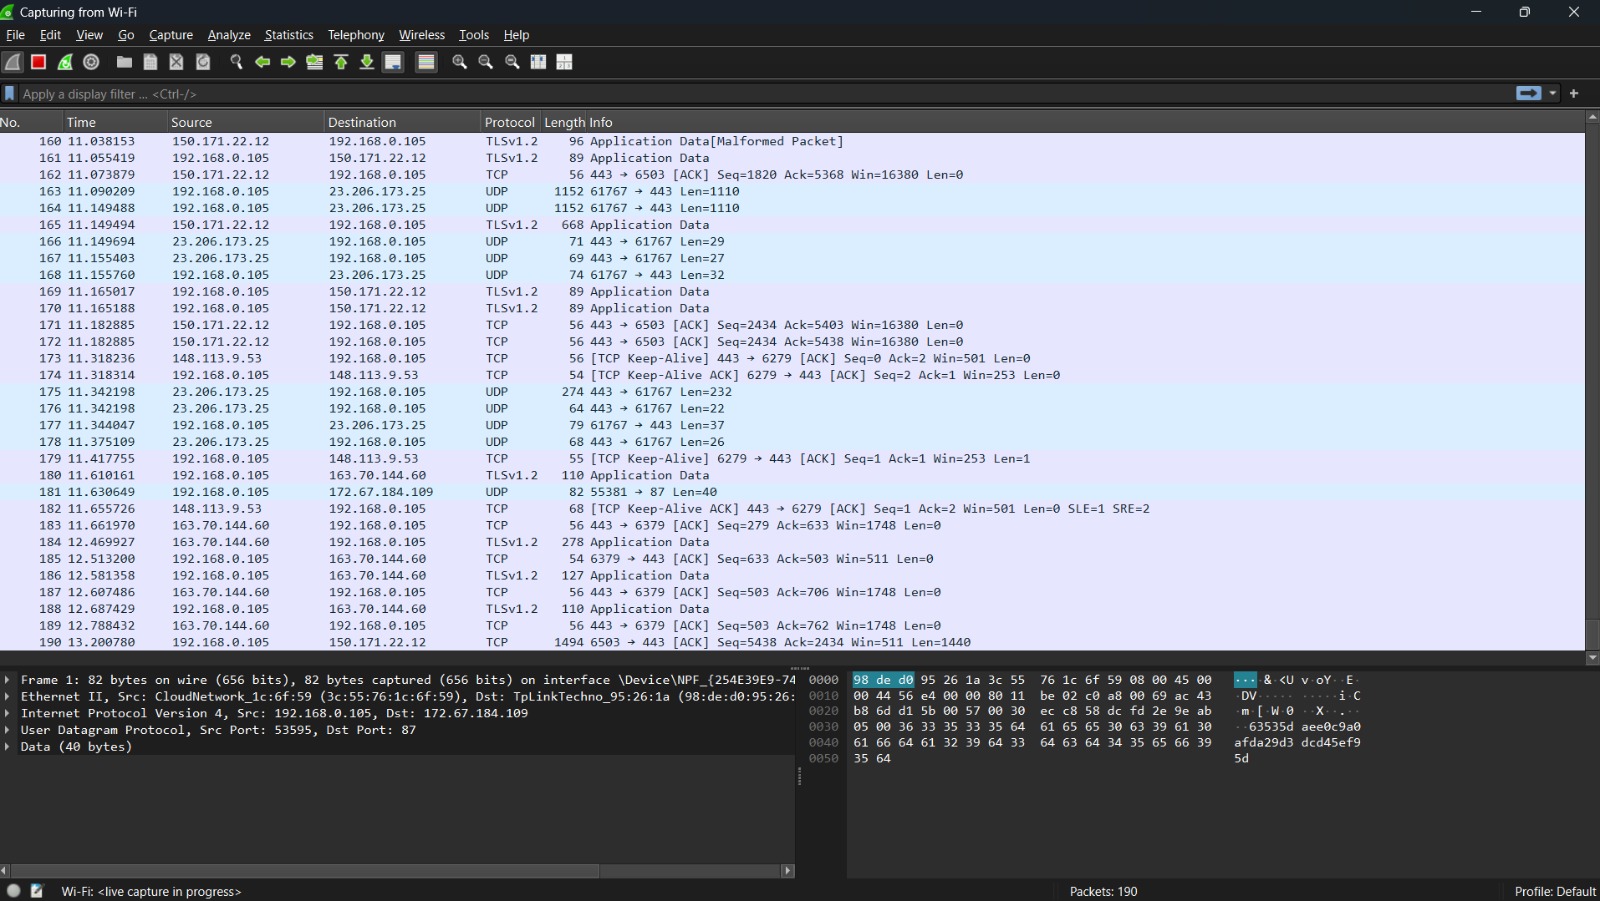 Capturing from Wi-Fi
File Edit View Go Capture Analyze Statistics Telephony Wireless Tools Help
Apply a display filter ... <Ctrl-/>
No. Time Source Destination Protocol Length Info
160 11.038153 150.171.22.12 192.168.0.105 TLSv1.2 96 Application Data[Malformed Packet]
161 11.055419 192.168.0.105 150.171.22.12 TLSv1.2 89 Application Data
162 11.073879 150.171.22.12 192.168.0.105 TCP 56 443 → 6503 [ACK] Seq=1820 Ack=5368 Win=16380 Len=0
163 11.090209 192.168.0.105 23.206.173.25 UDP 1152 61767 → 443 Len=1110
164 11.149488 192.168.0.105 23.206.173.25 UDP 1152 61767 → 443 Len=1110
165 11.149494 150.171.22.12 192.168.0.105 TLSv1.2 668 Application Data
166 11.149694 23.206.173.25 192.168.0.105 UDP 71 443 → 61767 Len=29
167 11.155403 23.206.173.25 192.168.0.105 UDP 69 443 → 61767 Len=27
168 11.155760 192.168.0.105 23.206.173.25 UDP 74 61767 → 443 Len=32
169 11.165017 192.168.0.105 150.171.22.12 TLSv1.2 89 Application Data
170 11.165188 192.168.0.105 150.171.22.12 TLSv1.2 89 Application Data
171 11.182885 150.171.22.12 192.168.0.105 TCP 56 443 → 6503 [ACK] Seq=2434 Ack=5403 Win=16380 Len=0
172 11.182885 150.171.22.12 192.168.0.105 TCP 56 443 → 6503 [ACK] Seq=2434 Ack=5438 Win=16380 Len=0
173 11.318236 148.113.9.53 192.168.0.105 TCP 56 [TCP Keep-Alive] 443 → 6279 [ACK] Seq=0 Ack=2 Win=501 Len=0
174 11.318314 192.168.0.105 148.113.9.53 TCP 54 [TCP Keep-Alive ACK] 6279 → 443 [ACK] Seq=2 Ack=1 Win=253 Len=0
175 11.342198 23.206.173.25 192.168.0.105 UDP 274 443 → 61767 Len=232
176 11.342198 23.206.173.25 192.168.0.105 UDP 64 443 → 61767 Len=22
177 11.344047 192.168.0.105 23.206.173.25 UDP 79 61767 → 443 Len=37
178 11.375109 23.206.173.25 192.168.0.105 UDP 68 443 → 61767 Len=26
179 11.417755 192.168.0.105 148.113.9.53 TCP 55 [TCP Keep-Alive] 6279 → 443 [ACK] Seq=1 Ack=1 Win=253 Len=1
180 11.610161 192.168.0.105 163.70.144.60 TLSv1.2 110 Application Data
181 11.630649 192.168.0.105 172.67.184.109 UDP 82 55381 → 87 Len=40
182 11.655726 148.113.9.53 192.168.0.105 TCP 68 [TCP Keep-Alive ACK] 443 → 6279 [ACK] Seq=1 Ack=2 Win=501 Len=0 SLE=1 SRE=2
183 11.661970 163.70.144.60 192.168.0.105 TCP 56 443 → 6379 [ACK] Seq=279 Ack=633 Win=1748 Len=0
184 12.469927 163.70.144.60 192.168.0.105 TLSv1.2 278 Application Data
185 12.513200 192.168.0.105 163.70.144.60 TCP 54 6379 → 443 [ACK] Seq=633 Ack=503 Win=511 Len=0
186 12.581358 192.168.0.105 163.70.144.60 TLSv1.2 127 Application Data
187 12.607486 163.70.144.60 192.168.0.105 TCP 56 443 → 6379 [ACK] Seq=503 Ack=706 Win=1748 Len=0
188 12.687429 192.168.0.105 163.70.144.60 TLSv1.2 110 Application Data
189 12.788432 163.70.144.60 192.168.0.105 TCP 56 443 → 6379 [ACK] Seq=503 Ack=762 Win=1748 Len=0
190 13.200780 192.168.0.105 150.171.22.12 TCP 1494 6503 → 443 [ACK] Seq=5438 Ack=2434 Win=511 Len=1440
Frame 1: 82 bytes on wire (656 bits), 82 bytes captured (656 bits) on interface \Device\NPF_{254E39E9-74
Ethernet II, Src: CloudNetwork_1c:6f:59 (3c:55:76:1c:6f:59), Dst: TpLinkTechno_95:26:1a (98:de:d0:95:26:
Internet Protocol Version 4, Src: 192.168.0.105, Dst: 172.67.184.109
User Datagram Protocol, Src Port: 53595, Dst Port: 87
Data (40 bytes)
0000 98 de d0 95 26 1a 3c 55 76 1c 6f 59 08 00 45 00 ····&·<U v·oY··E·
0010 00 44 56 e4 00 00 80 11 be 02 c0 a8 00 69 ac 43 ·DV····· ·····i·C
0020 b8 6d d1 5b 00 57 00 30 ec c8 58 dc fd 2e 9e ab ·m·[·W·0 ··X··.··
0030 05 00 36 33 35 33 35 64 61 65 65 30 63 39 61 30 ··63535d aee0c9a0
0040 61 66 64 61 32 39 64 33 64 63 64 34 35 65 66 39 afda29d3 dcd45ef9
0050 35 64 5d
Wi-Fi: <live capture in progress> Packets: 190 Profile: Default